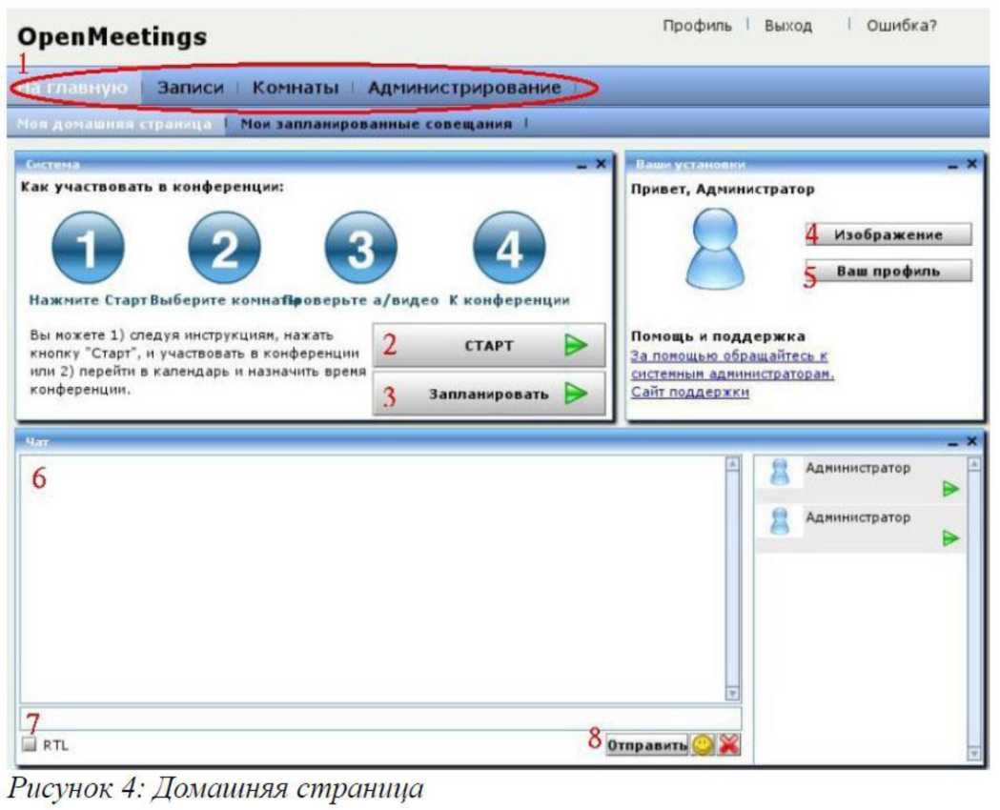 OpenMeetings
Профиль | Выход | Ошибка?
1
На главную | Записи | Комнаты | Администрирование |
Моя домашняя страница | Мои запланированные совещания |
Система
Как участвовать в конференции:
1 2 3 4
Нажмите Старт Выберите комнату Проверьте а/видео К конференции
Вы можете 1) следуя инструкциям, нажать
кнопку "Старт", и участвовать в конференции
или 2) перейти в календарь и назначить время
конференции.
2 СТАРТ
3 Запланировать
Ваши установки
Привет, Администратор
4 Изображение
5 Ваш профиль
Помощь и поддержка
За помощью обращайтесь к
системным администраторам.
Сайт поддержки
Чат
6
Администратор
Администратор
7
RTL
8 Отправить
Рисунок 4: Домашняя страница